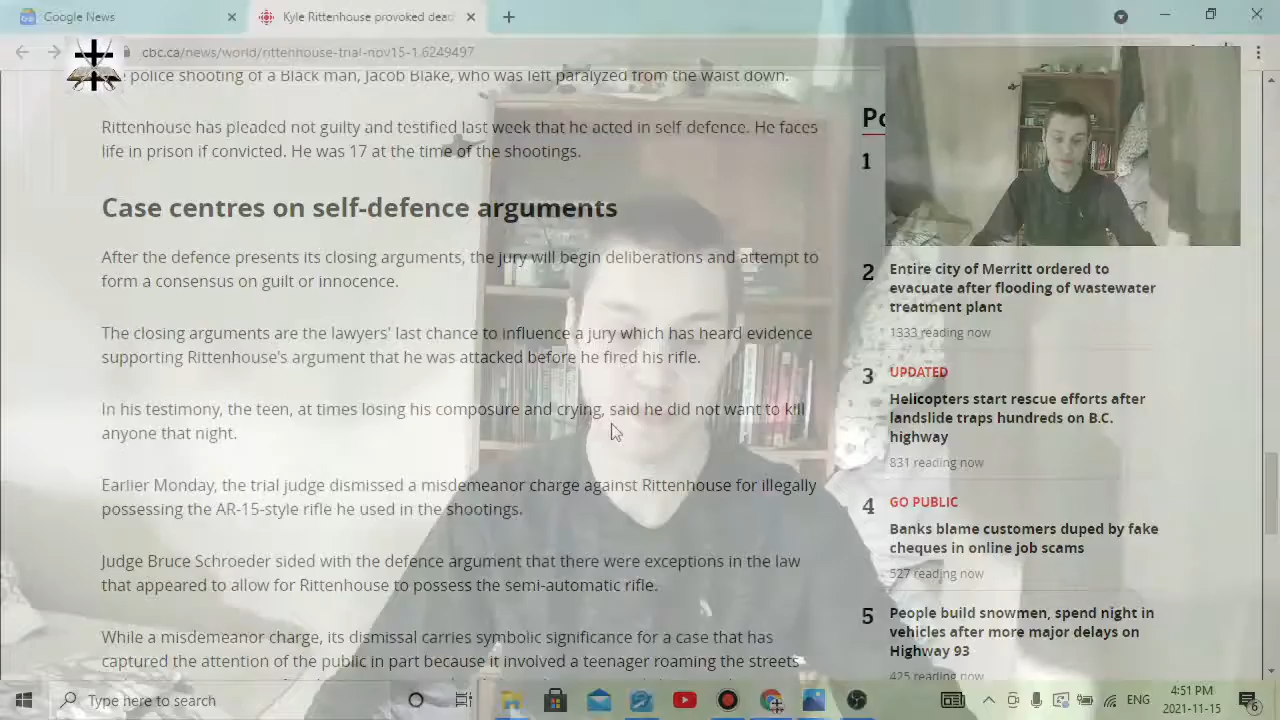 Google News
Kyle Rittenhouse provoked dead
cbc.ca/news/world/rittenhouse-trial-nov15-1.6249497
police shooting of a Black man, Jacob Blake, who was left paralyzed from the waist down.
Rittenhouse has pleaded not guilty and testified last week that he acted in self defence. He faces
life in prison if convicted. He was 17 at the time of the shootings.
Case centres on self-defence arguments
After the defence presents its closing arguments, the jury will begin deliberations and attempt to
form a consensus on guilt or innocence.
The closing arguments are the lawyers' last chance to influence a jury which has heard evidence
supporting Rittenhouse's argument that he was attacked before he fired his rifle.
In his testimony, the teen, at times losing his composure and crying, said he did not want to kill
anyone that night.
Earlier Monday, the trial judge dismissed a misdemeanor charge against Rittenhouse for illegally
possessing the AR-15-style rifle he used in the shootings.
Judge Bruce Schroeder sided with the defence argument that there were exceptions in the law
that appeared to allow for Rittenhouse to possess the semi-automatic rifle.
While a misdemeanor charge, its dismissal carries symbolic significance for a case that has
captured the attention of the public in part because it involved a teenager roaming the streets
1
2
Entire city of Merritt ordered to
evacuate after flooding of wastewater
treatment plant
1333 reading now
3
UPDATED
Helicopters start rescue efforts after
landslide traps hundreds on B.C.
highway
831 reading now
4
GO PUBLIC
Banks blame customers duped by fake
cheques in online job scams
527 reading now
5
People build snowmen, spend night in
vehicles after more major delays on
Highway 93
425 reading now
Type here to search
ENG
4:51 PM
2021-11-15
6